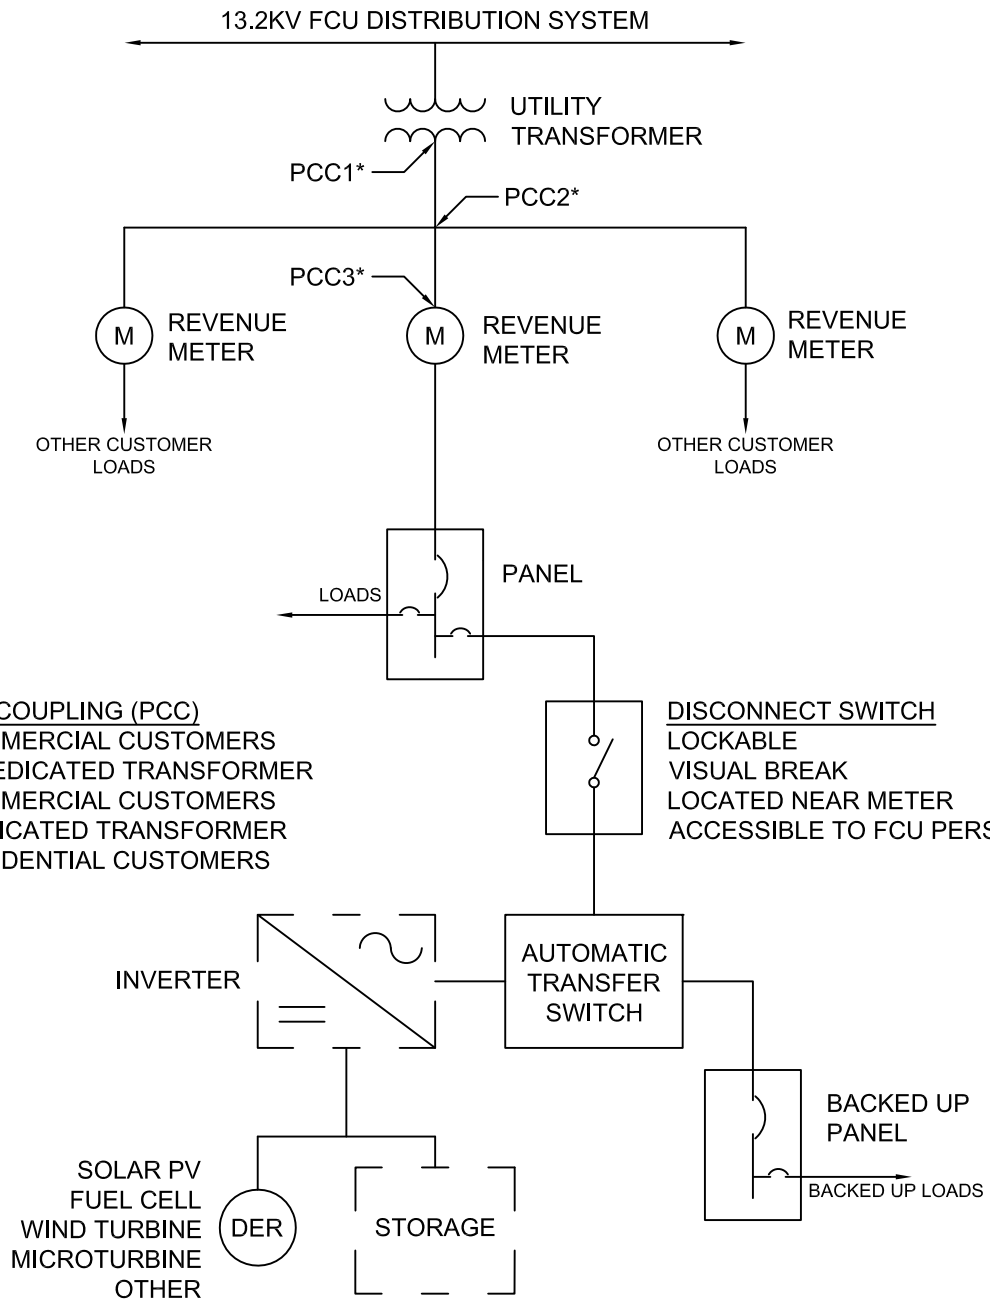 13.2KV FCU DISTRIBUTION SYSTEM
UTILITY
TRANSFORMER
PCC1*
PCC2*
PCC3*
M
REVENUE
METER
M
REVENUE
METER
M
REVENUE
METER
OTHER CUSTOMER
LOADS
OTHER CUSTOMER
LOADS
PANEL
LOADS
COUPLING (PCC)
MERCIAL CUSTOMERS
EDICATED TRANSFORMER
MERCIAL CUSTOMERS
ICATED TRANSFORMER
DENTIAL CUSTOMERS
DISCONNECT SWITCH
LOCKABLE
VISUAL BREAK
LOCATED NEAR METER
ACCESSIBLE TO FCU PERS
INVERTER
AUTOMATIC
TRANSFER
SWITCH
BACKED UP
PANEL
BACKED UP LOADS
SOLAR PV
FUEL CELL
WIND TURBINE
MICROTURBINE
OTHER
DER
STORAGE